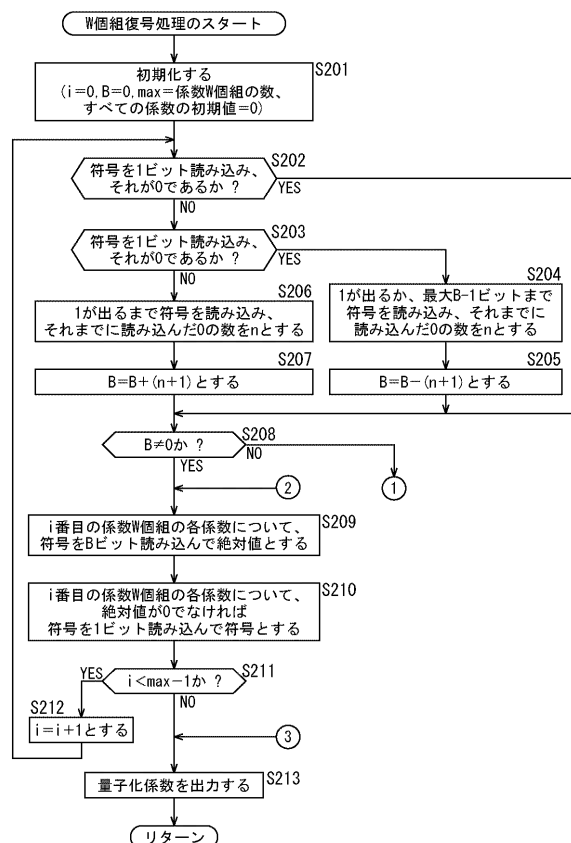 W個組復号処理のスタート
初期化する
(i=0,B=0,max=係数W個組の数、
すべての係数の初期値=0)
S201
符号を1ビット読み込み、
それが0であるか ?
S202
YES
NO
符号を1ビット読み込み、
それが0であるか ?
S203
YES
NO
S204
1が出るか、最大B-1ビットまで
符号を読み込み、それまでに
読み込んだ0の数をnとする
S206
1が出るまで符号を読み込み、
それまでに読み込んだ0の数をnとする
S205
B=B-(n+1)とする
S207
B=B+(n+1)とする
B≠0か ?
S208
NO
YES
2
1
i番目の係数W個組の各係数について、
符号をBビット読み込んで絶対値とする
S209
i番目の係数W個組の各係数について、
絶対値が0でなければ
符号を1ビット読み込んで符号とする
S210
YES
i<max-1か ?
S211
NO
S212
i=i+1とする
3
量子化係数を出力する
S213
リターン